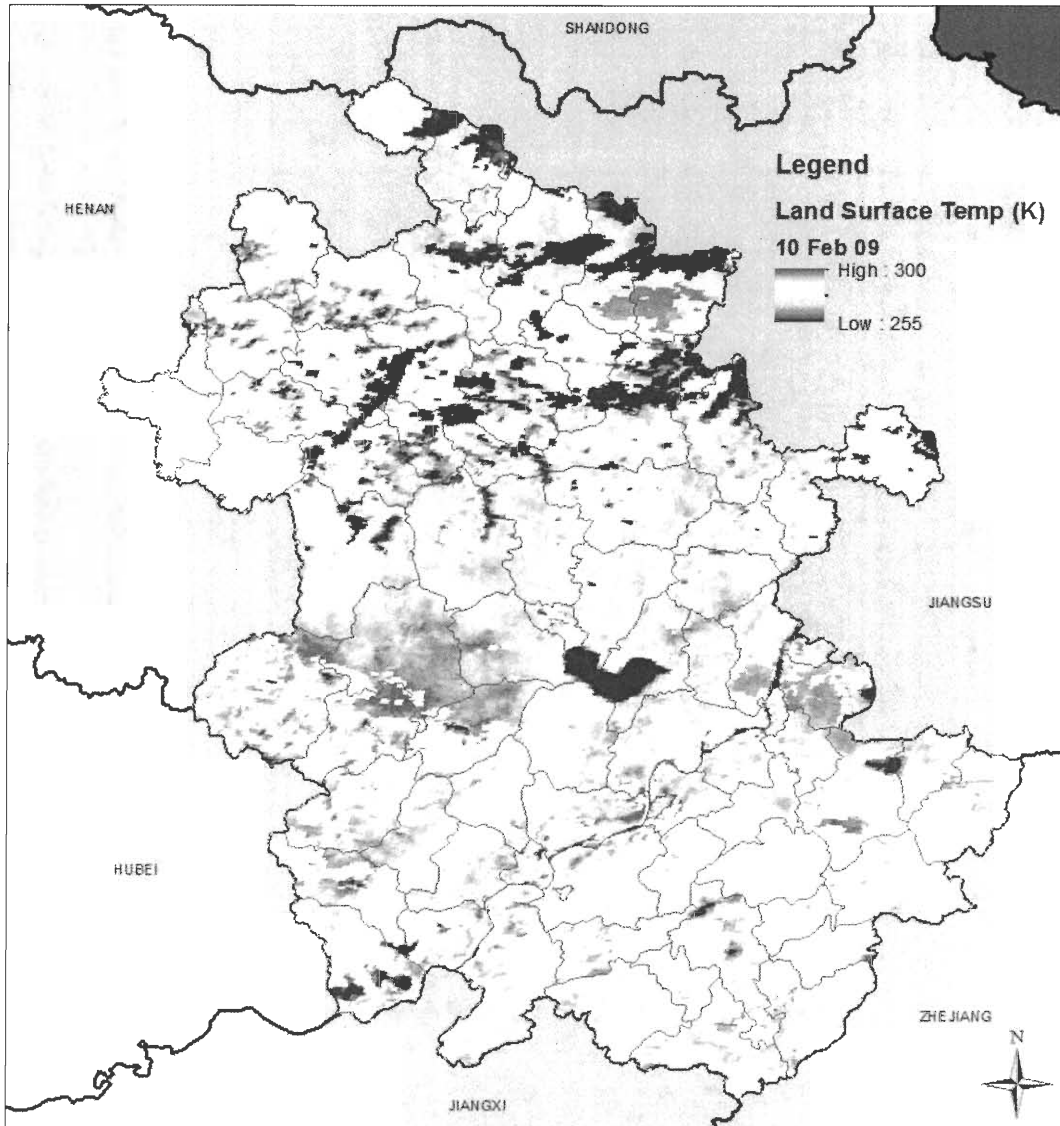 SHANDONG
HENAN
Legend
Land Surface Temp (K)
10 Feb 09
High : 300
Low : 255
JIANGSU
HUBEI
ZHEJIANG
N
JIANGXI